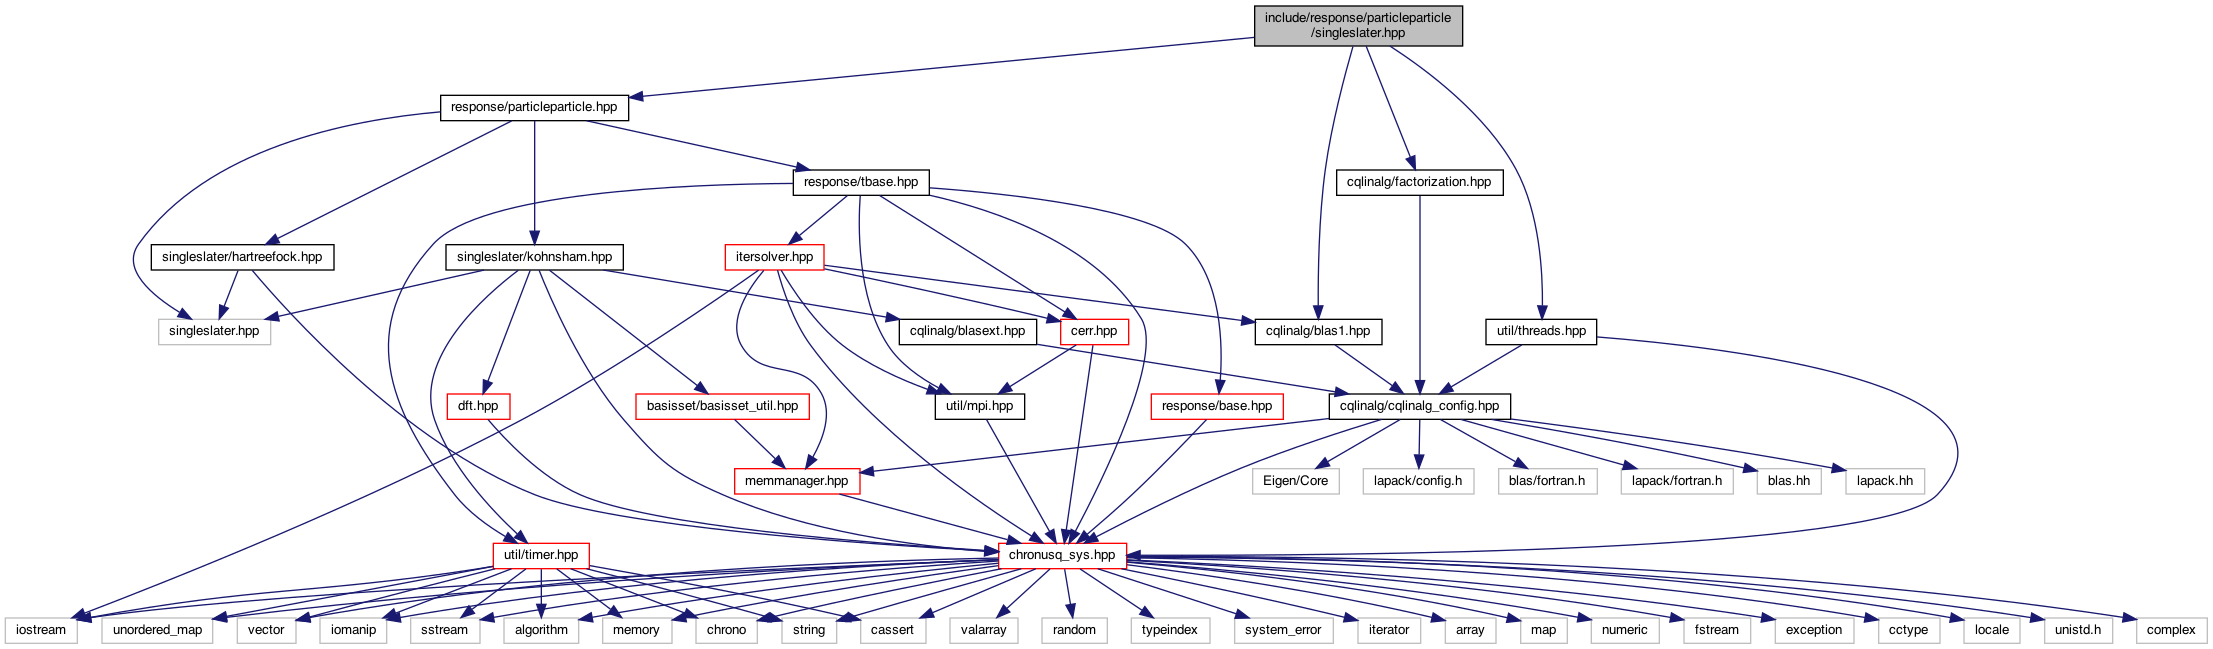 include/response/particleparticle
/singleslater.hpp
response/particleparticle.hpp
response/tbase.hpp
cqlinalg/factorization.hpp
singleslater/hartreefock.hpp
singleslater/kohnsham.hpp
itersolver.hpp
singleslater.hpp
cqlinalg/blasext.hpp
cerr.hpp
cqlinalg/blas1.hpp
util/threads.hpp
dft.hpp
basisset/basisset_util.hpp
util/mpi.hpp
response/base.hpp
cqlinalg/cqlinalg_config.hpp
memmanager.hpp
Eigen/Core
lapack/config.h
blas/fortran.h
lapack/fortran.h
blas.hh
lapack.hh
util/timer.hpp
chronusq_sys.hpp
iostream
unordered_map
vector
iomanip
sstream
algorithm
memory
chrono
string
cassert
valarray
random
typeindex
system_error
iterator
array
map
numeric
fstream
exception
cctype
locale
unistd.h
complex